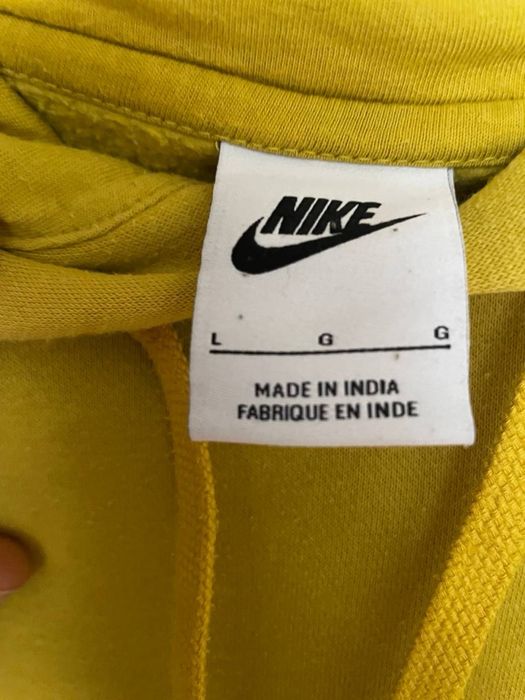 NIKE
L G G
MADE IN INDIA
FABRIQUE EN INDE